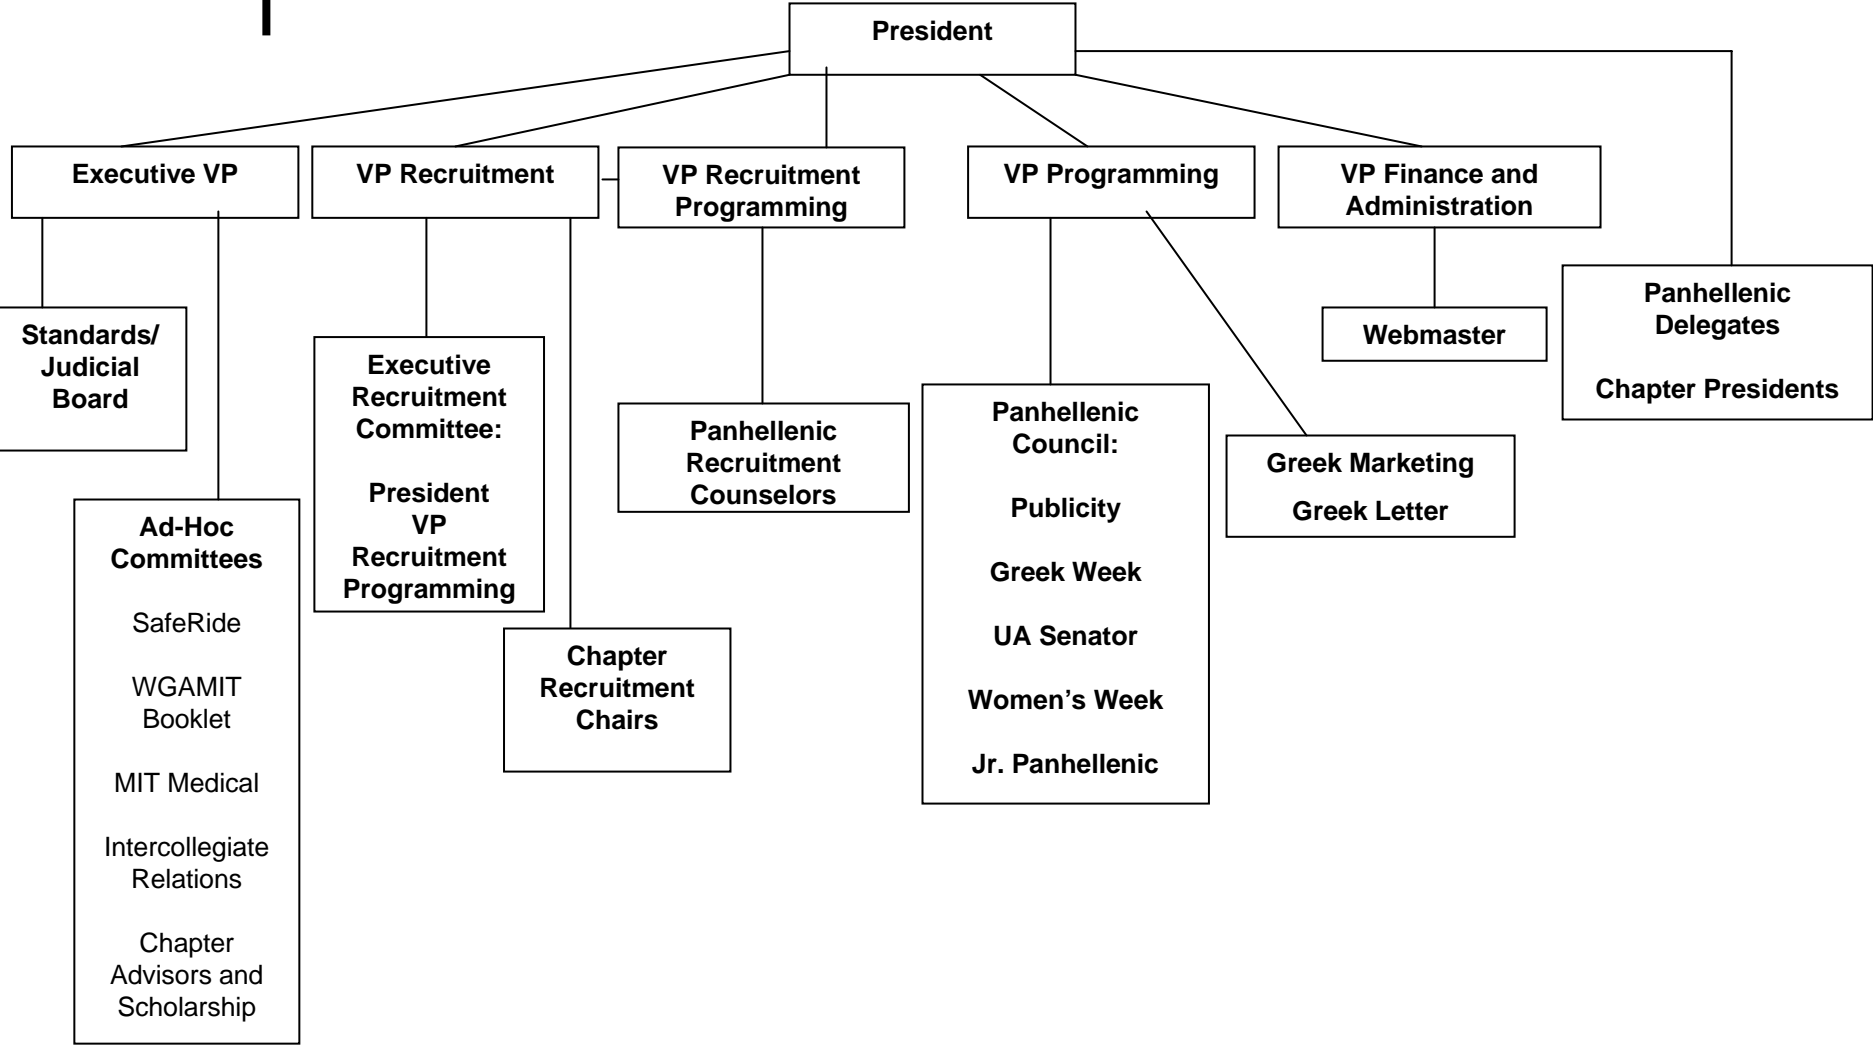 President
Executive VP
VP Recruitment
VP Recruitment
Programming
VP Programming
VP Finance and
Administration
Standards/
Judicial
Board
Ad-Hoc
Committees
SafeRide
WGAMIT
Booklet
MIT Medical
Intercollegiate
Relations
Chapter
Advisors and
Scholarship
Executive
Recruitment
Committee:
President
VP
Recruitment
Programming
Chapter
Recruitment
Chairs
Panhellenic
Recruitment
Counselors
Panhellenic
Council:
Publicity
Greek Week
UA Senator
Women’s Week
Jr. Panhellenic
Greek Marketing
Greek Letter
Webmaster
Panhellenic
Delegates
Chapter Presidents